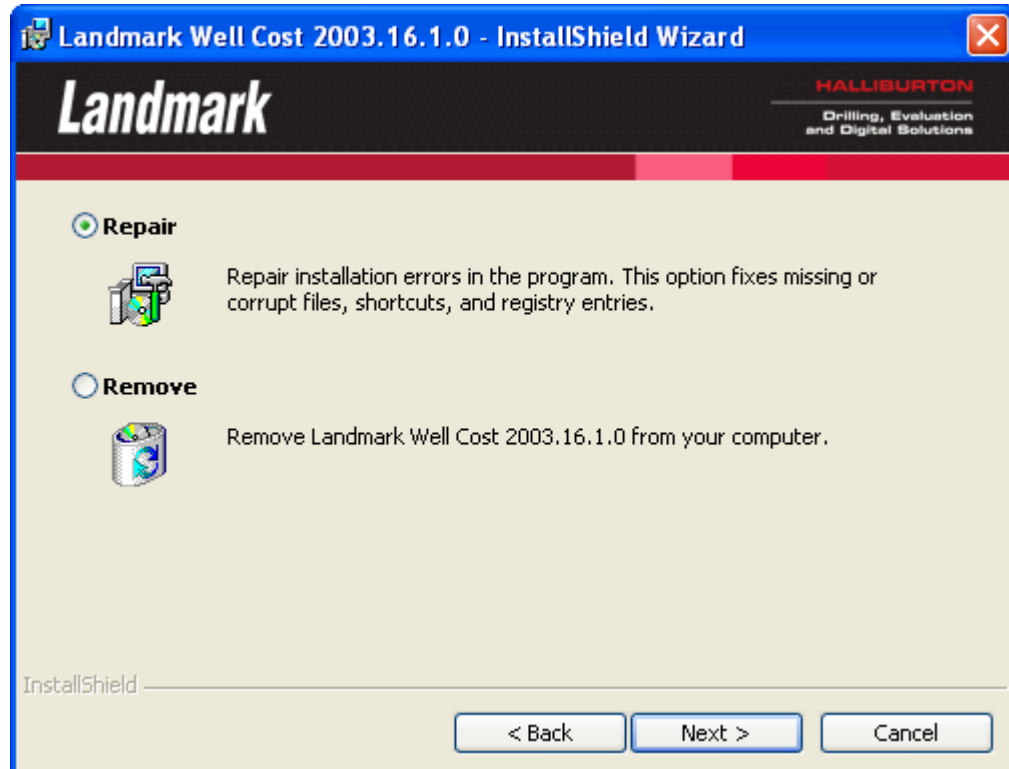 Landmark Well Cost 2003.16.1.0 - InstallShield Wizard
Landmark
HALLIBURTON
Drilling, Evaluation
and Digital Solutions
Repair
Repair installation errors in the program. This option fixes missing or
corrupt files, shortcuts, and registry entries.
Remove
Remove Landmark Well Cost 2003.16.1.0 from your computer.
InstallShield
< Back
Next >
Cancel